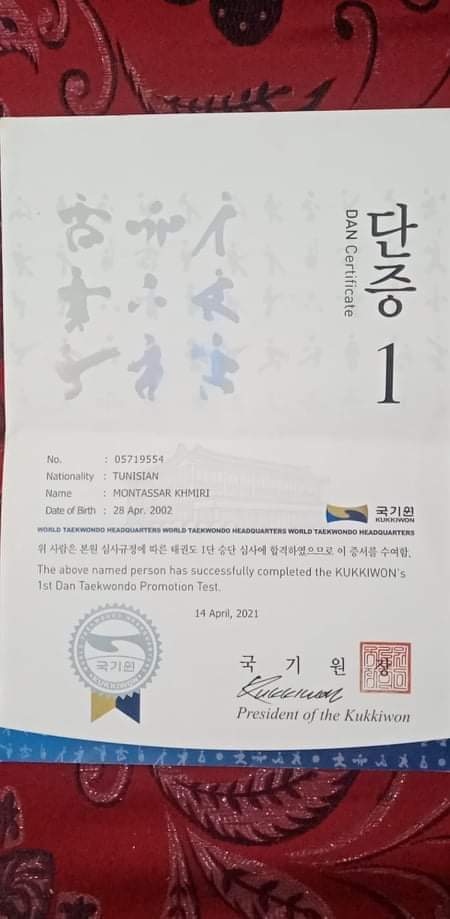 단증 1
DAN Certificate
No. : 05719554
Nationality : TUNISIAN
Name : MONTASSAR KHMIRI
Date of Birth : 28 Apr. 2002
국기원
KUKKIWON
WORLD TAEKWONDO HEADQUARTERS WORLD TAEKWONDO HEADQUARTERS WORLD TAEKWONDO HEADQUARTERS
위 사람은 본원 심사규정에 따른 태권도 1단 승단 심사에 합격하였으므로 이 증서를 수여함.
The above named person has successfully completed the KUKKIWON's
1st Dan Taekwondo Promotion Test.
14 April, 2021
국기원
KUKKIWON
국 기 원 장
Kukkiwon
President of the Kukkiwon